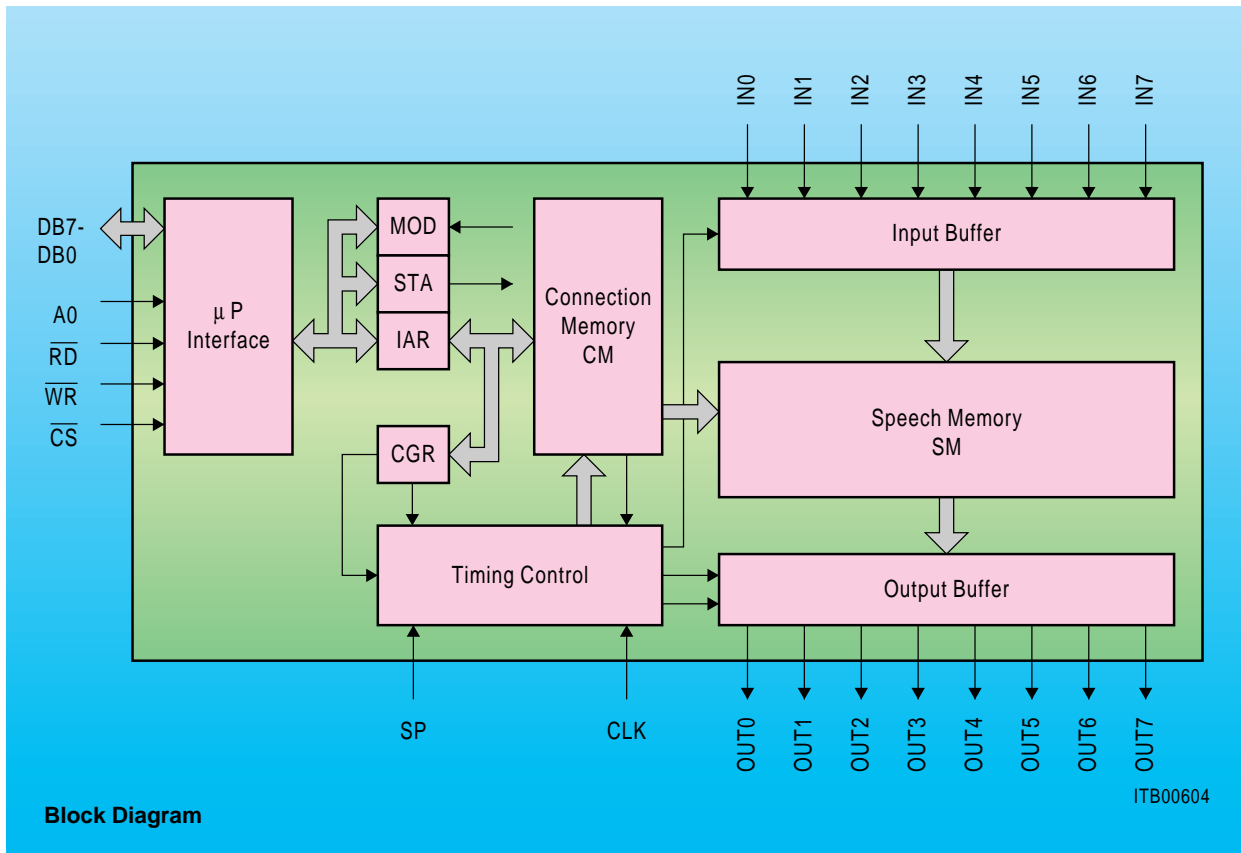 IN0
IN1
IN2
IN3
IN4
IN5
IN6
IN7
DB7-
DB0
A0
RD
WR
CS
μ P
Interface
MOD
STA
IAR
CGR
Connection
Memory
CM
Timing Control
Input Buffer
Speech Memory
SM
Output Buffer
SP
CLK
OUT0
OUT1
OUT2
OUT3
OUT4
OUT5
OUT6
OUT7
ITB00604
Block Diagram